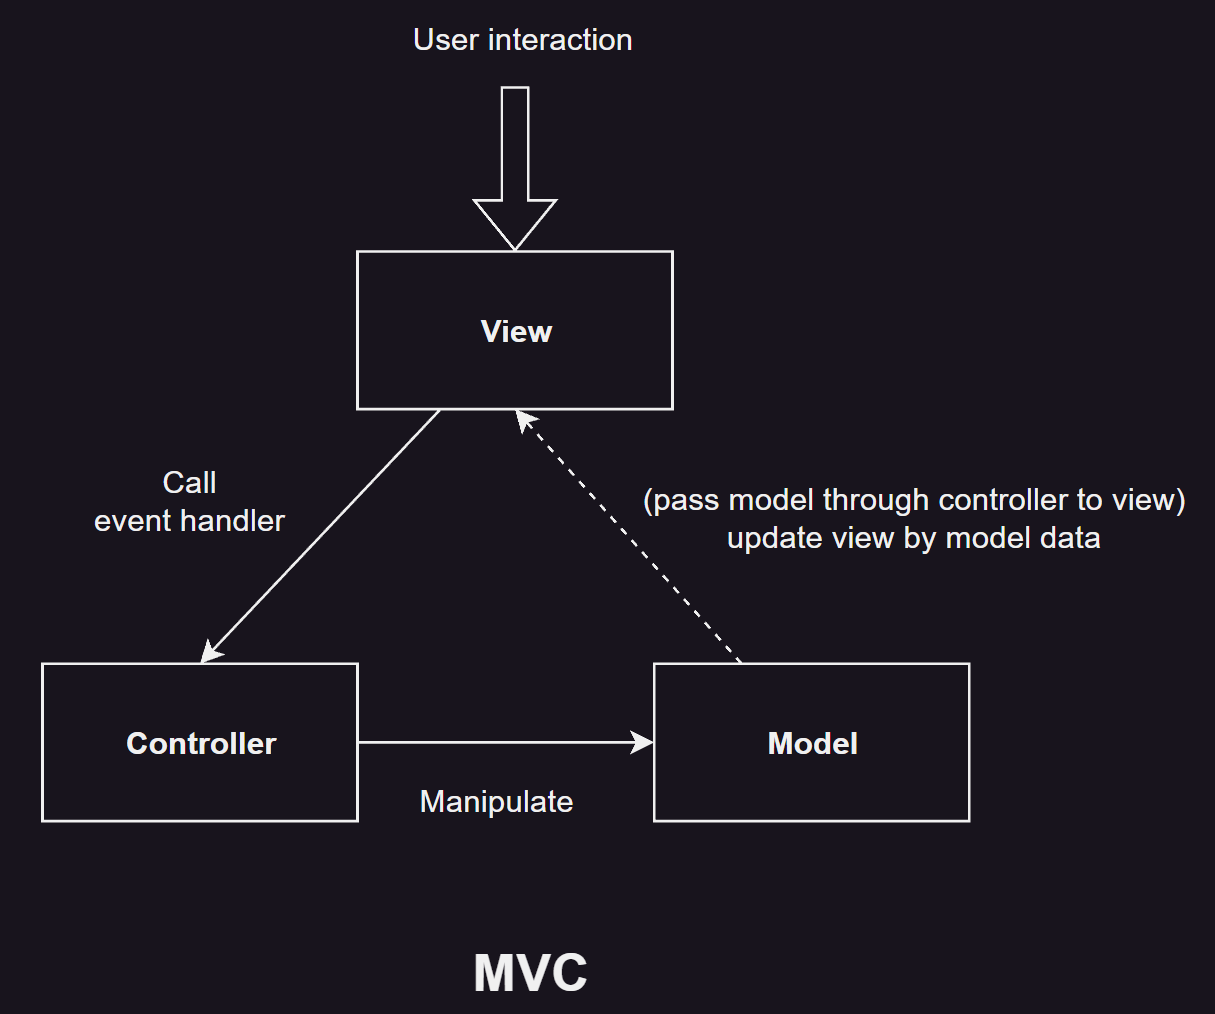 User interaction
View
Call
event handler
(pass model through controller to view)
update view by model data
Controller
Manipulate
Model
MVC